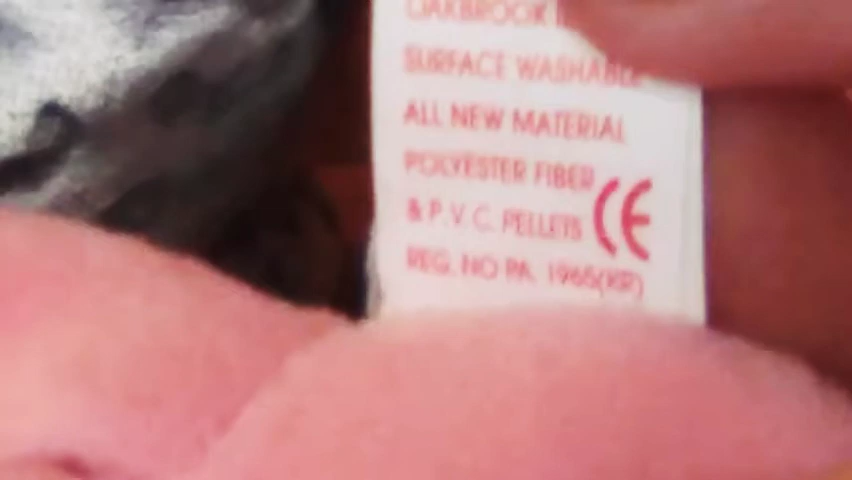 OAKBROOK
SURFACE WASHABLE
ALL NEW MATERIAL
POLYESTER FIBER
& P.V.C. PELLETS
CE
REG. NO PA. 1965(KR)